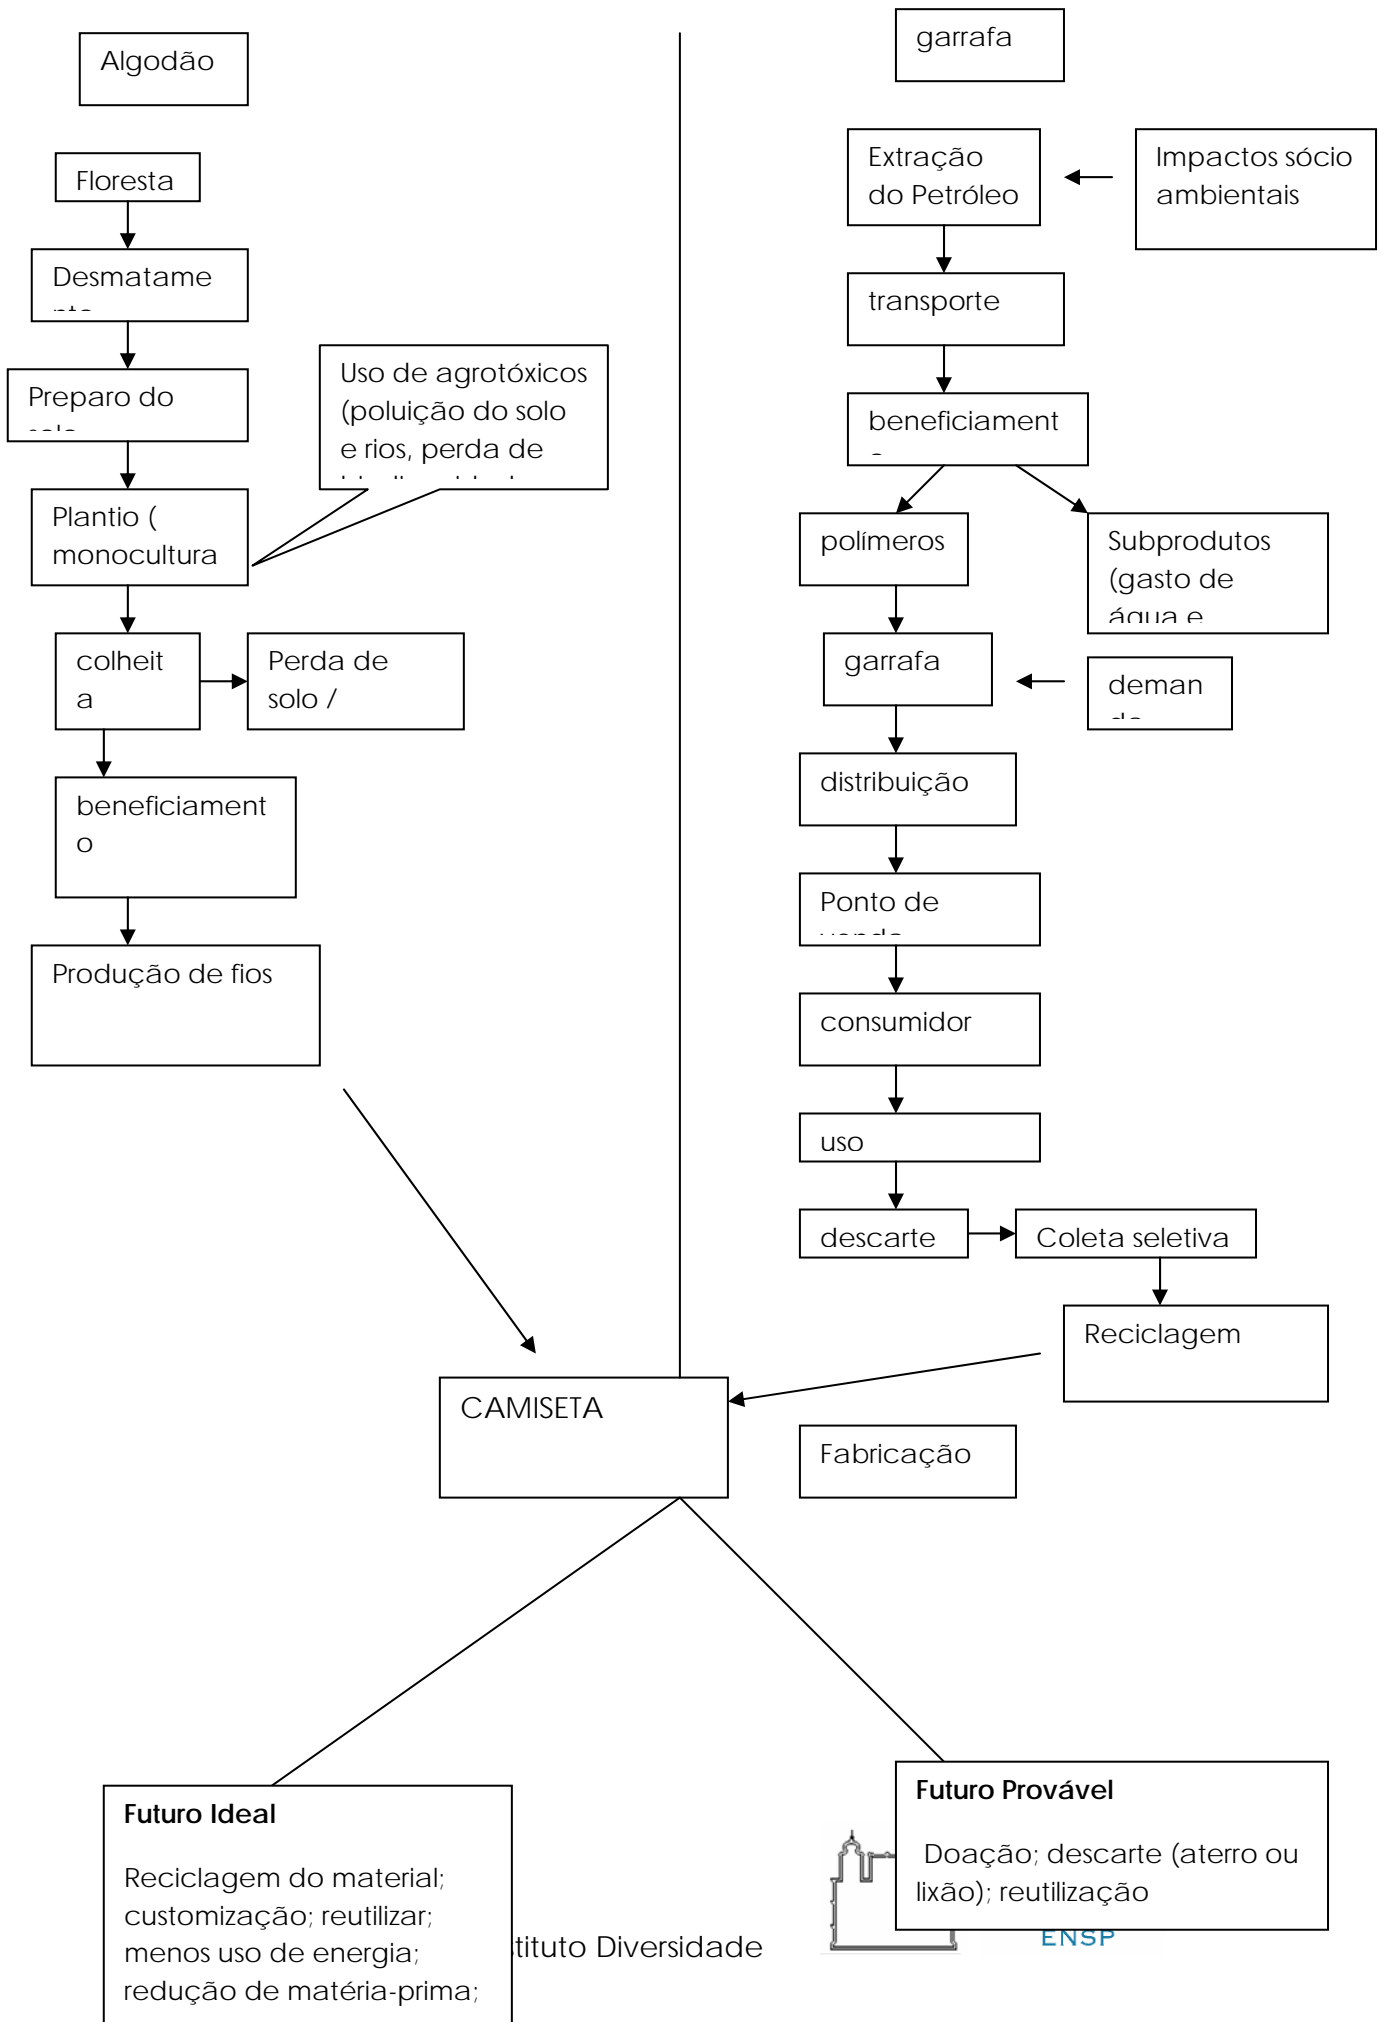 Algodão
Floresta
Desmatame
Preparo do
Plantio (
monocultura
Uso de agrotóxicos
(poluição do solo
e rios, perda de
colheit
a
Perda de
solo /
beneficiament
o
Produção de fios
garrafa
Extração
do Petróleo
Impactos sócio
ambientais
transporte
beneficiament
polímeros
Subprodutos
(gasto de
água e
garrafa
deman
distribuição
Ponto de
consumidor
uso
descarte
Coleta seletiva
Reciclagem
CAMISETA
Fabricação
Futuro Ideal
Reciclagem do material;
customização; reutilizar;
menos uso de energia;
redução de matéria-prima;
Futuro Provável
Doação; descarte (aterro ou
lixão); reutilização
tituto Diversidade
ENSP